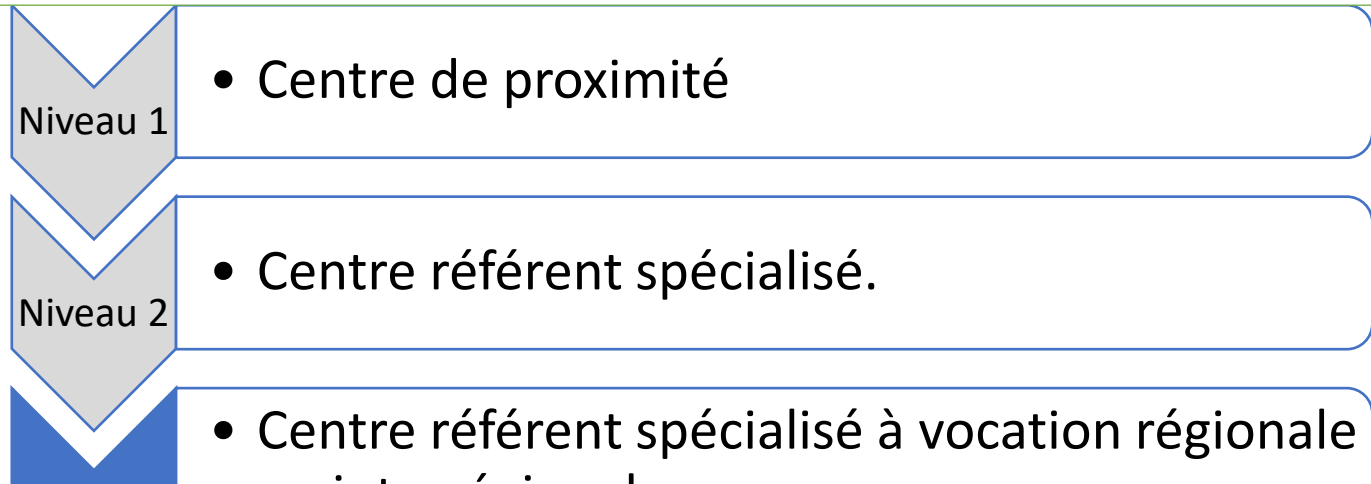 • Centre de proximité
Niveau 1
• Centre référent spécialisé.
Niveau 2
• Centre référent spécialisé à vocation régionale